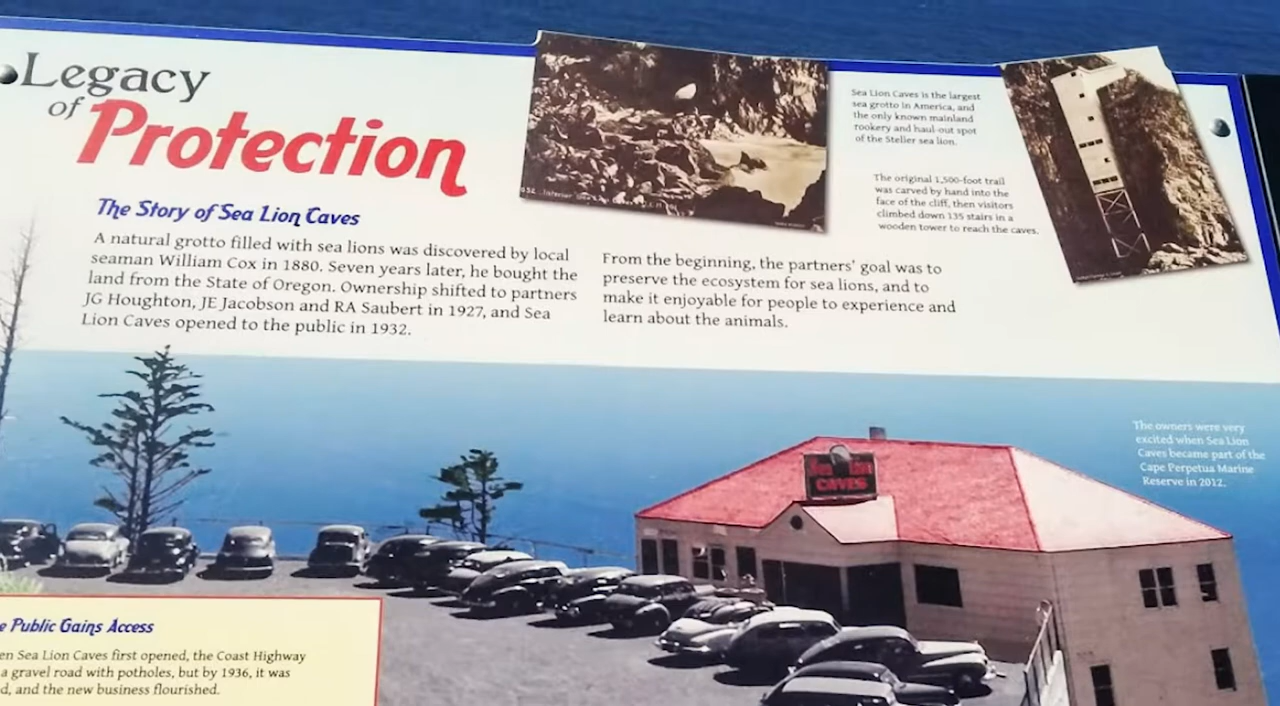 Legacy
of Protection
The Story of Sea Lion Caves
A natural grotto filled with sea lions was discovered by local
seaman William Cox in 1880. Seven years later, he bought the
land from the State of Oregon. Ownership shifted to partners
JG Houghton, JE Jacobson and RA Saubert in 1927, and Sea
Lion Caves opened to the public in 1932.
From the beginning, the partners' goal was to
preserve the ecosystem for sea lions, and to
make it enjoyable for people to experience and
learn about the animals.
Sea Lion Caves is the largest
sea grotto in America, and
the only known mainland
rookery and haul-out spot
of the Steller sea lion.
The original 1,500-foot trail
was carved by hand into the
face of the cliff, then visitors
climbed down 135 stairs in a
wooden tower to reach the caves.
The owners were very
excited when Sea Lion
Caves became part of the
Cape Perpetua Marine
Reserve in 2012.
Sea Lion
CAVES
Public Gains Access
Sea Lion Caves first opened, the Coast Highway
a gravel road with potholes, but by 1936, it was
and the new business flourished.